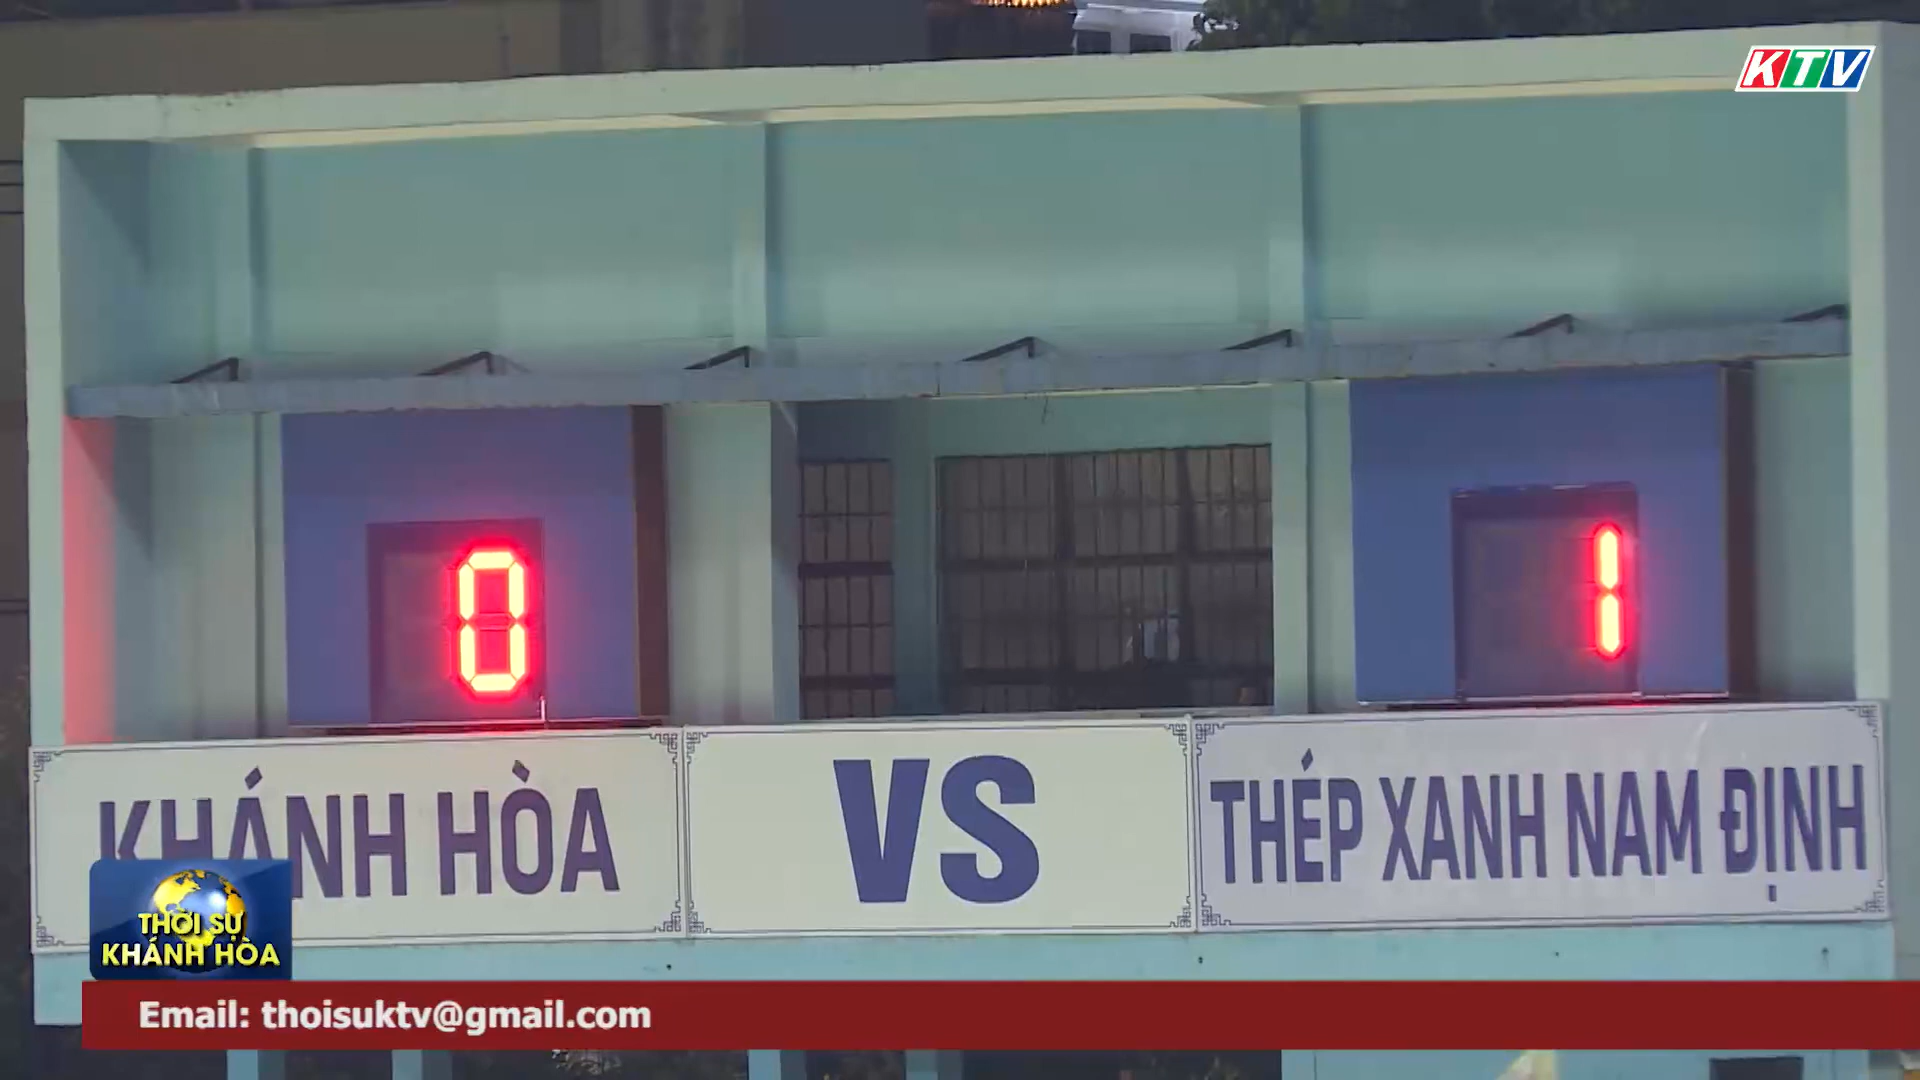 KTV
0
1
KHÁNH HÒA
VS
THÉP XANH NAM ĐỊNH
THỜI SỰ
KHÁNH HÒA
Email: thoisuktv@gmail.com